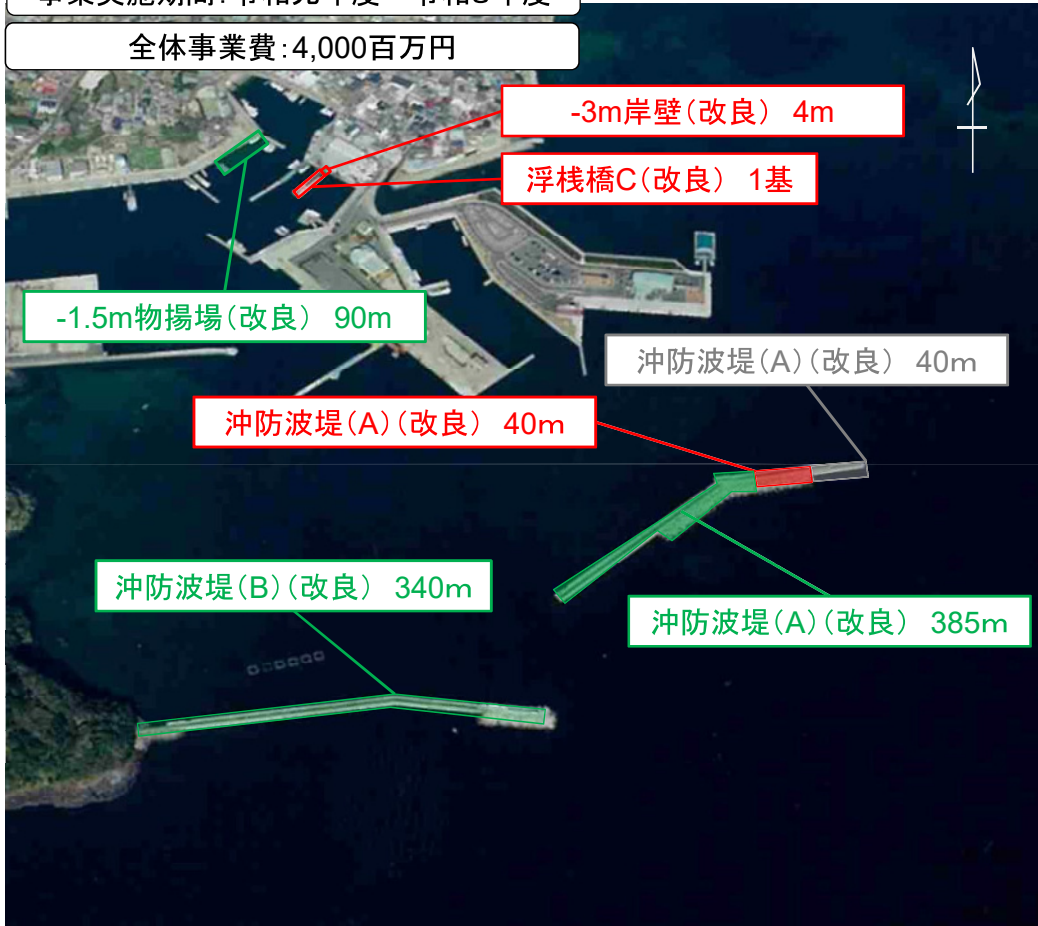 全体事業費：4,000百万円
-3m岸壁（改良） 4m
浮桟橋C（改良） 1基
-1.5m物揚場（改良） 90m
沖防波堤（A）（改良） 40m
沖防波堤（A）（改良） 40m
沖防波堤（B）（改良） 340m
沖防波堤（A）（改良） 385m